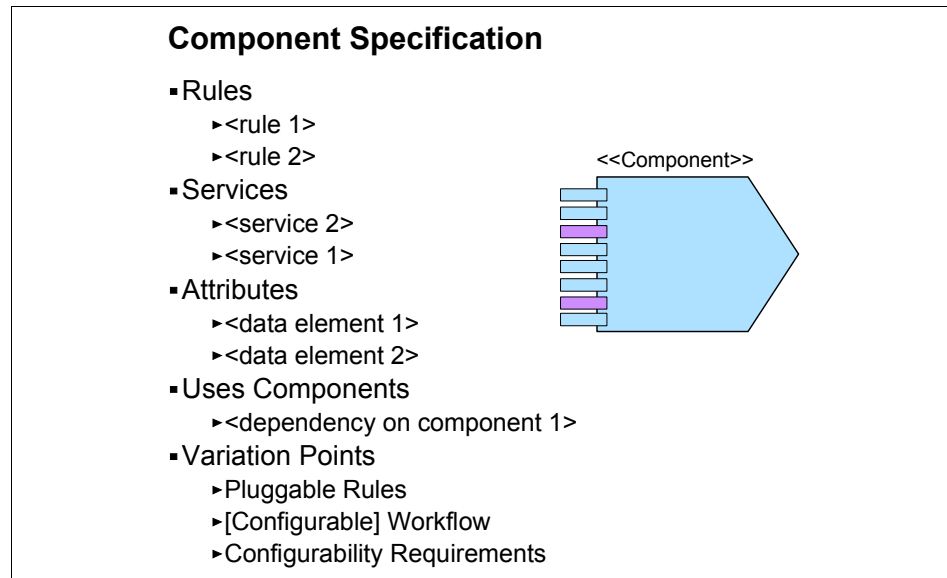 Component Specification
▪Rules
►<rule 1>
►<rule 2>
<<Component>>
▪Services
►<service 2>
►<service 1>
▪Attributes
►<data element 1>
►<data element 2>
▪Uses Components
►<dependency on component 1>
▪Variation Points
►Pluggable Rules
►[Configurable] Workflow
►Configurability Requirements